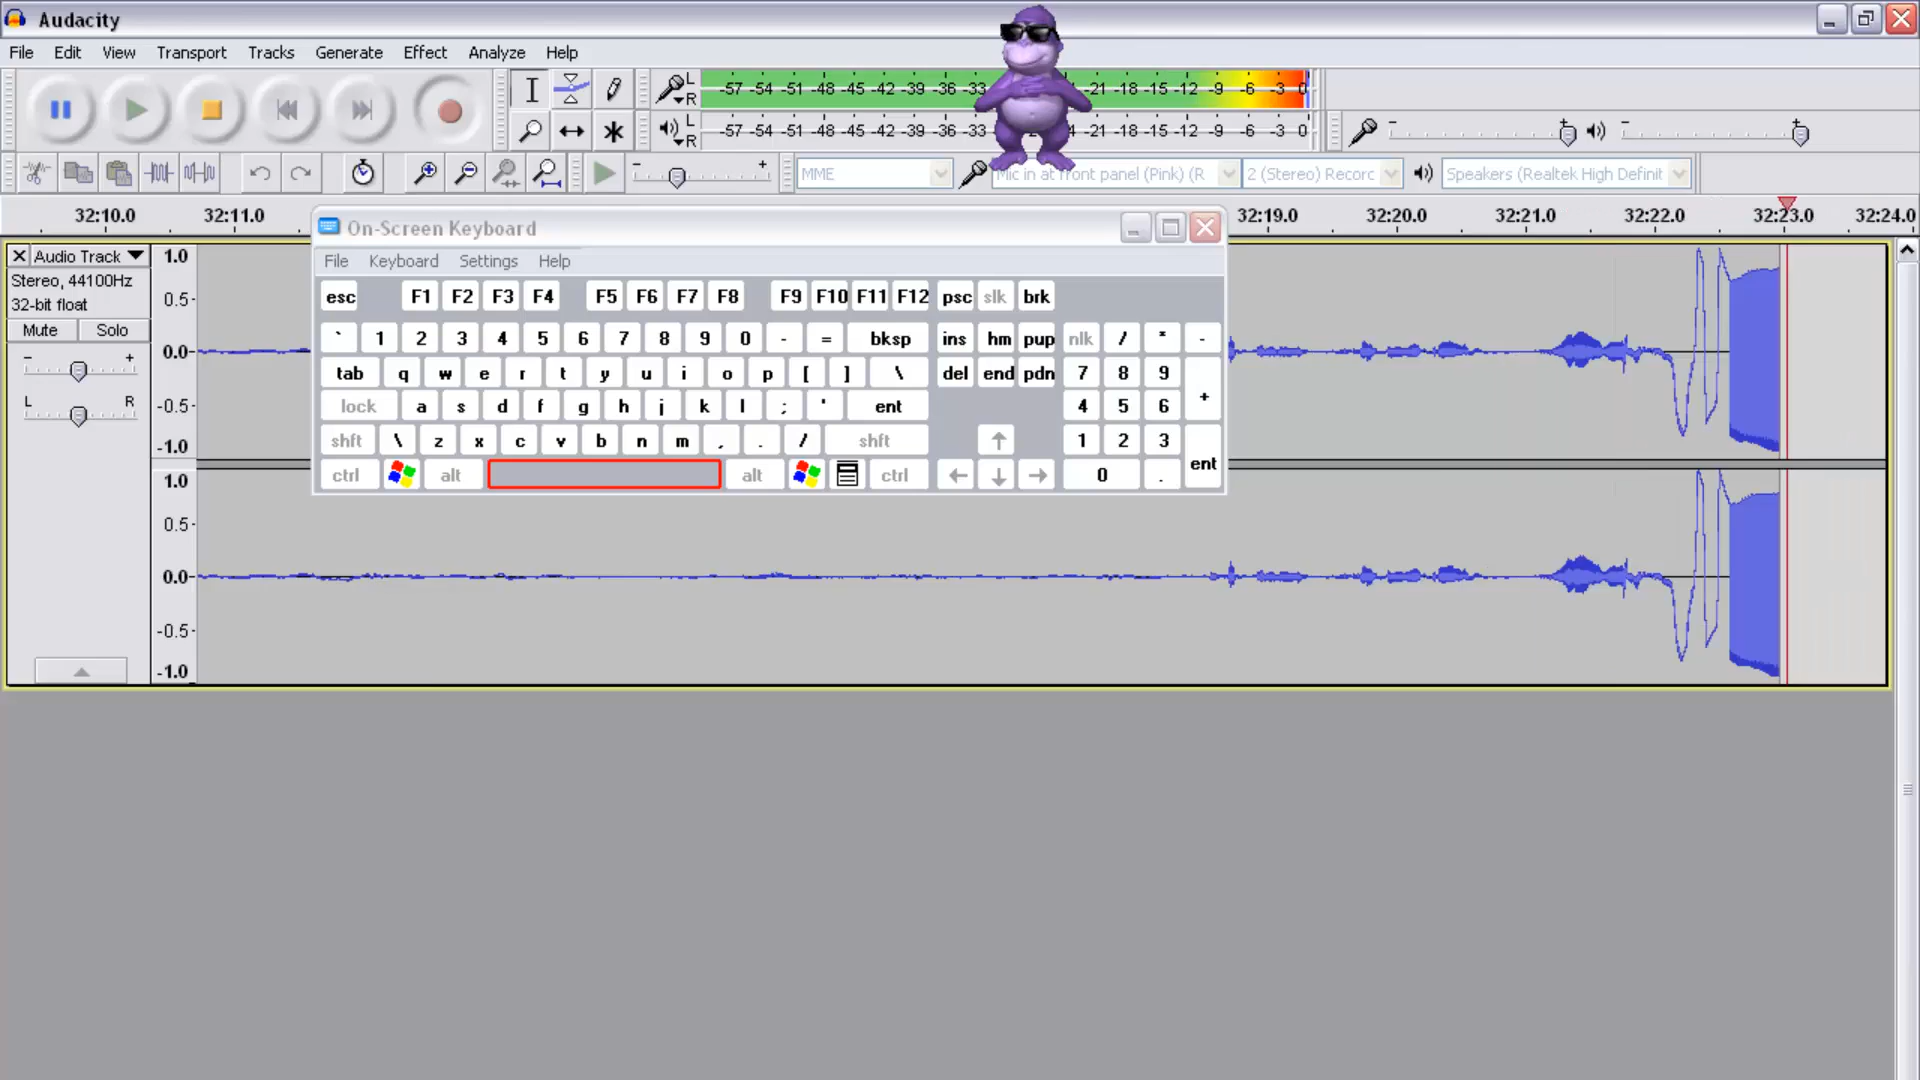 Audacity
File Edit View Transport Tracks Generate Effect Analyze Help
L -57 -54 -51 -48 -45 -42 -39 -36 -33 -21 -18 -15 -12 -9 -6 -3 0
R
L -57 -54 -51 -48 -45 -42 -39 -36 -33 -21 -18 -15 -12 -9 -6 -3 0 - + - +
R
- + MME Mic in at front panel (Pink) (R 2 (Stereo) Recorc Speakers (Realtek High Definit
32:10.0 32:11.0 32:19.0 32:20.0 32:21.0 32:22.0 32:23.0 32:24.0
Audio Track
Stereo, 44100Hz
32-bit float
Mute Solo
- +
L R
1.0
0.5
0.0
-0.5
-1.0
1.0
0.5
0.0
-0.5
-1.0
On-Screen Keyboard
File Keyboard Settings Help
esc F1 F2 F3 F4 F5 F6 F7 F8 F9 F10 F11 F12 psc slk brk
` 1 2 3 4 5 6 7 8 9 0 - = bksp ins hm pup nlk / * -
tab q w e r t y u i o p [ ] \ del end pdn 7 8 9 +
lock a s d f g h j k l ; ' ent 4 5 6
shft \ z x c v b n m , . / shft ↑ 1 2 3 ent
ctrl alt alt ctrl ← ↓ → 0 .